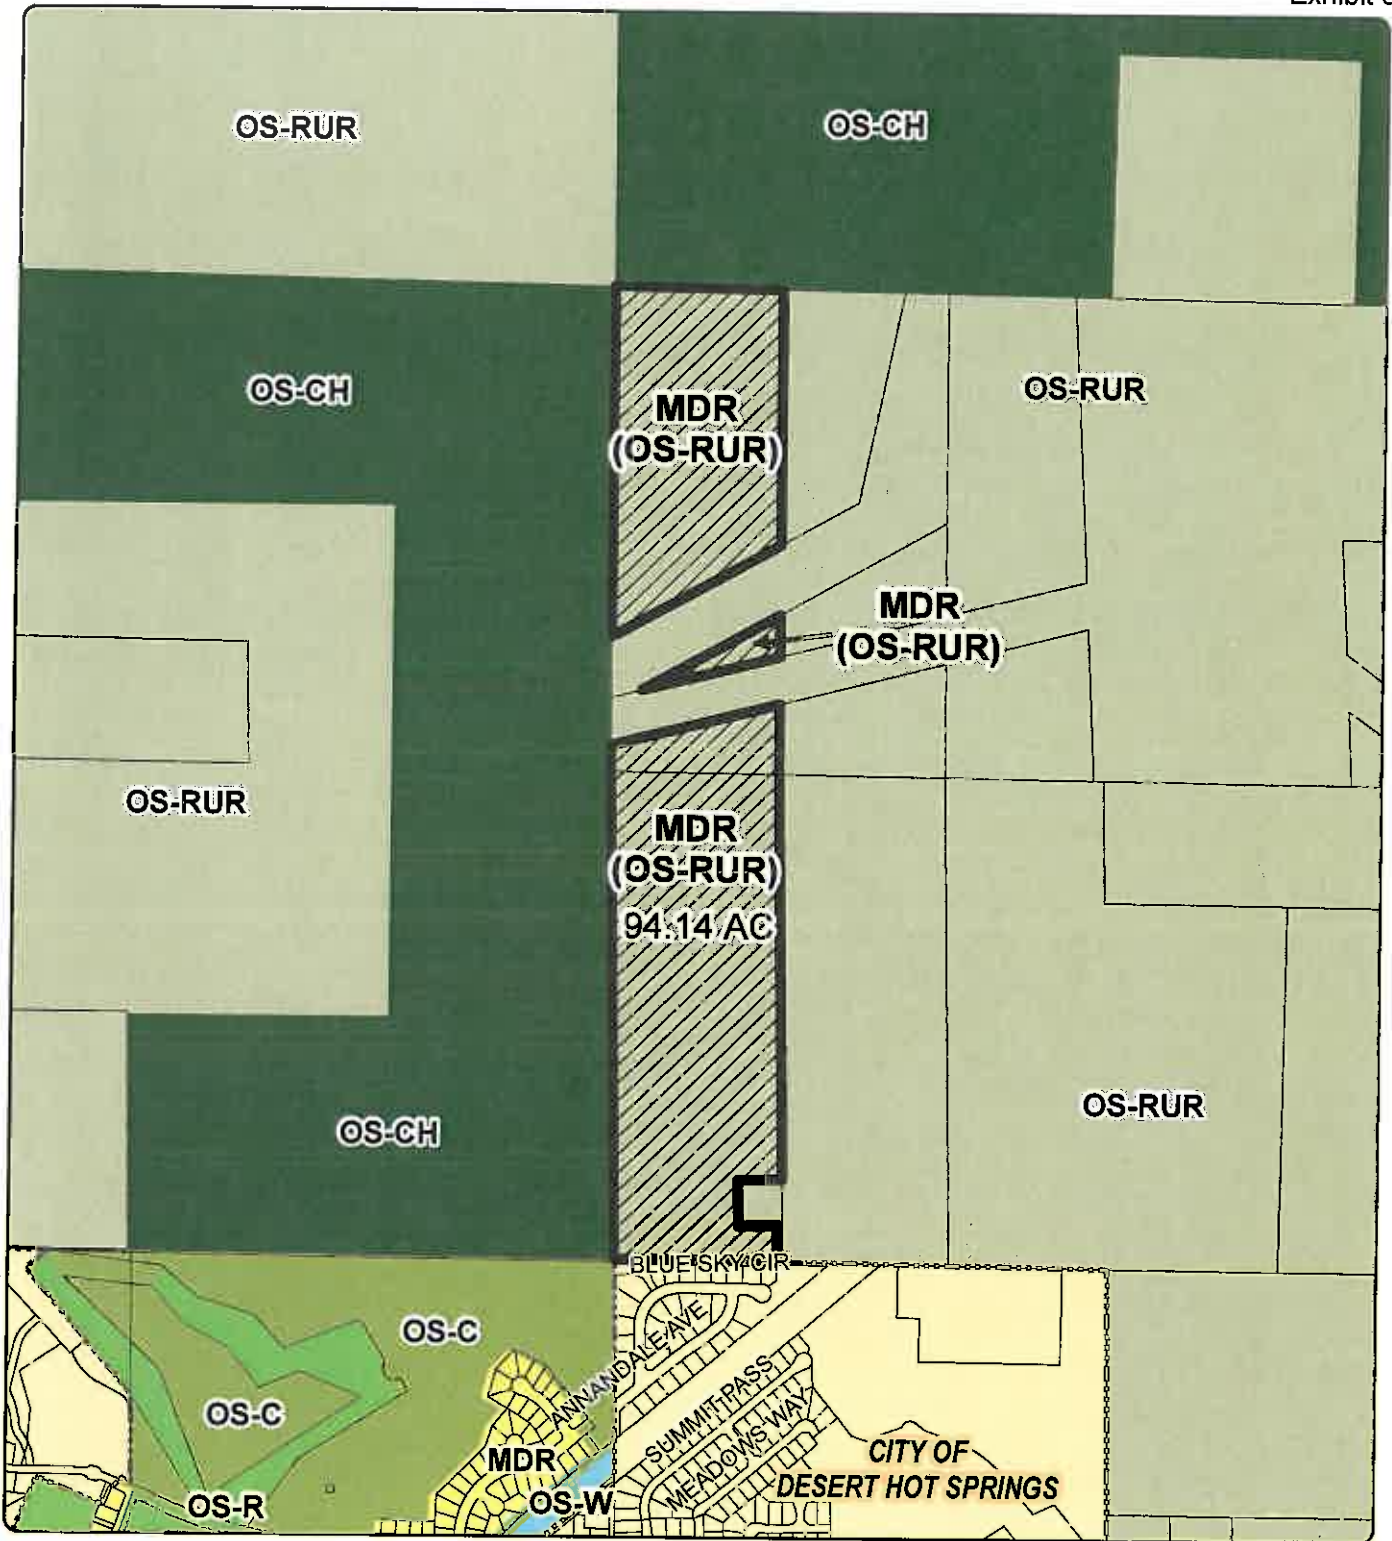 Exhibit
OS-RUR
OS-CH
OS-CH
MDR
(OS-RUR)
OS-RUR
MDR
(OS-RUR)
OS-RUR
MDR
(OS-RUR)
94.14 AC
OS-RUR
OS-CH
BLUE SKY CIR
OS-C
ANNANDALE AVE
SUMMIT PASS
OS-C
MEADOWS WAY
MDR
CITY OF
DESERT HOT SPRINGS
OS-R
OS-W